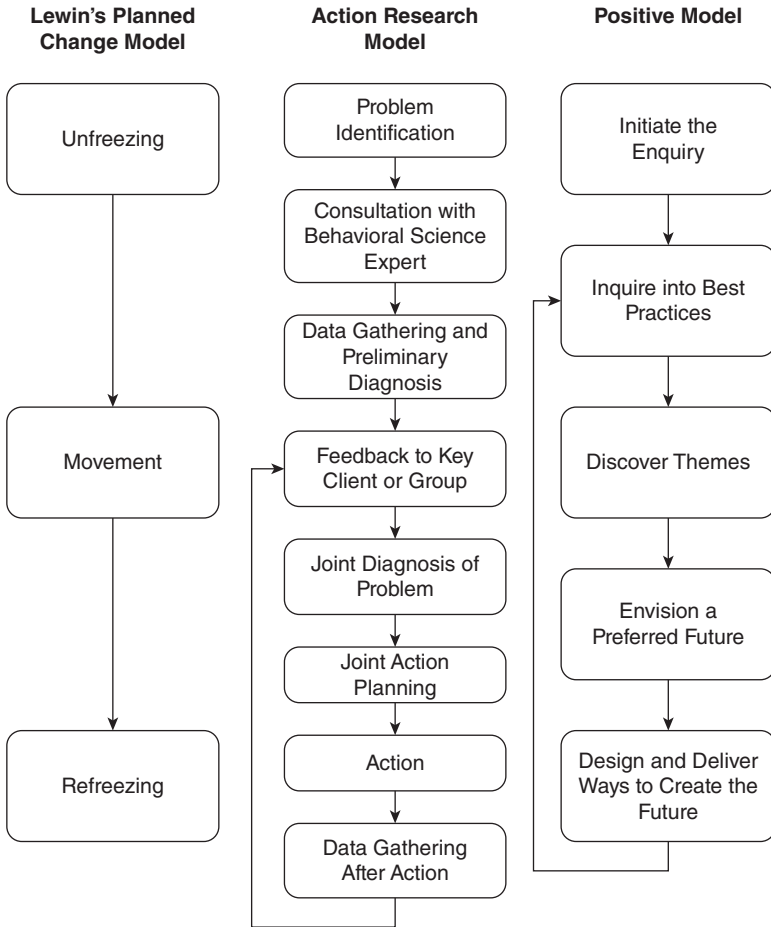 Lewin's Planned
Change Model
Unfreezing
Movement
Refreezing
Action Research
Model
Problem
Identification
Consultation with
Behavioral Science
Expert
Data Gathering and
Preliminary
Diagnosis
Feedback to Key
Client or Group
Joint Diagnosis of
Problem
Joint Action
Planning
Action
Data Gathering
After Action
Positive Model
Initiate the
Enquiry
Inquire into Best
Practices
Discover Themes
Envision a
Preferred Future
Design and Deliver
Ways to Create the
Future